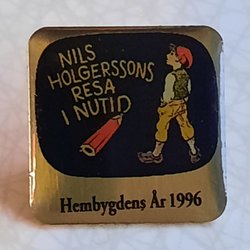 NILS
HOLGERSSONS
RESA
I NUTID
Hembygdens År 1996